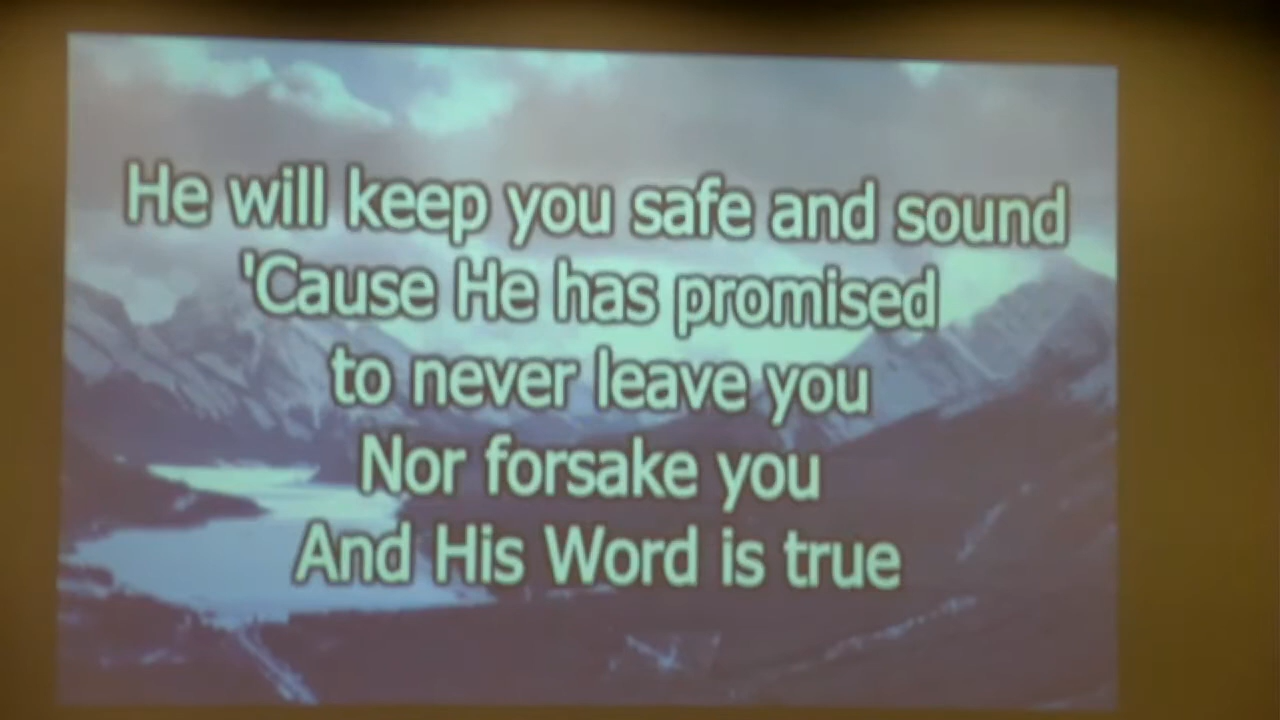 He will keep you safe and sound
'Cause He has promised
to never leave you
Nor forsake you
And His Word is true